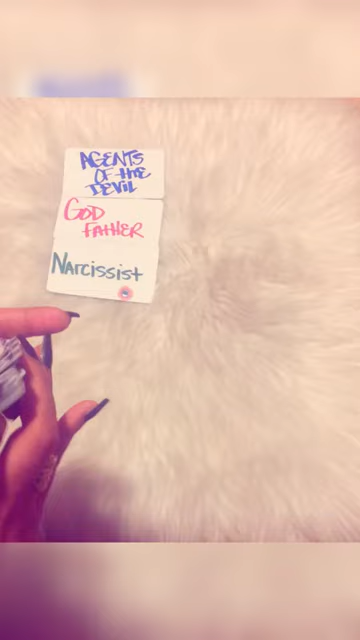 AGENTS
OF THE
DEVIL
GOD
FATHER
Narcissist